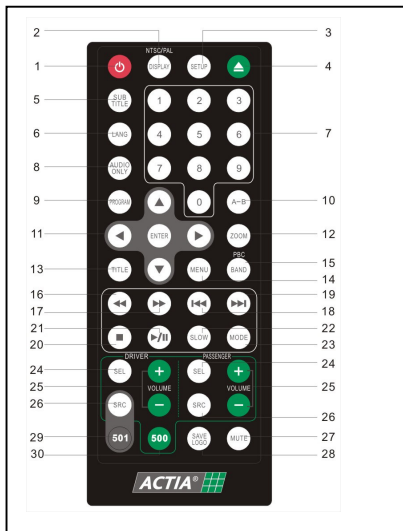 2
3
NTSC/PAL
1
DISPLAY
SETUP
4
5
SUB TITLE
1
2
3
6
LANG
4
5
6
7
8
AUDIO ONLY
7
8
9
9
PROGRAM
0
A-B
10
11
ENTER
ZOOM
12
PBC
13
TITLE
MENU
BAND
15
14
16
19
17
18
21
22
20
SLOW
MODE
23
DRIVER
PASSENGER
24
SEL
SEL
24
25
VOLUME
VOLUME
25
26
SRC
SRC
26
29
501
500
SAVE LOGO
MUTE
27
30
28
ACTIA®